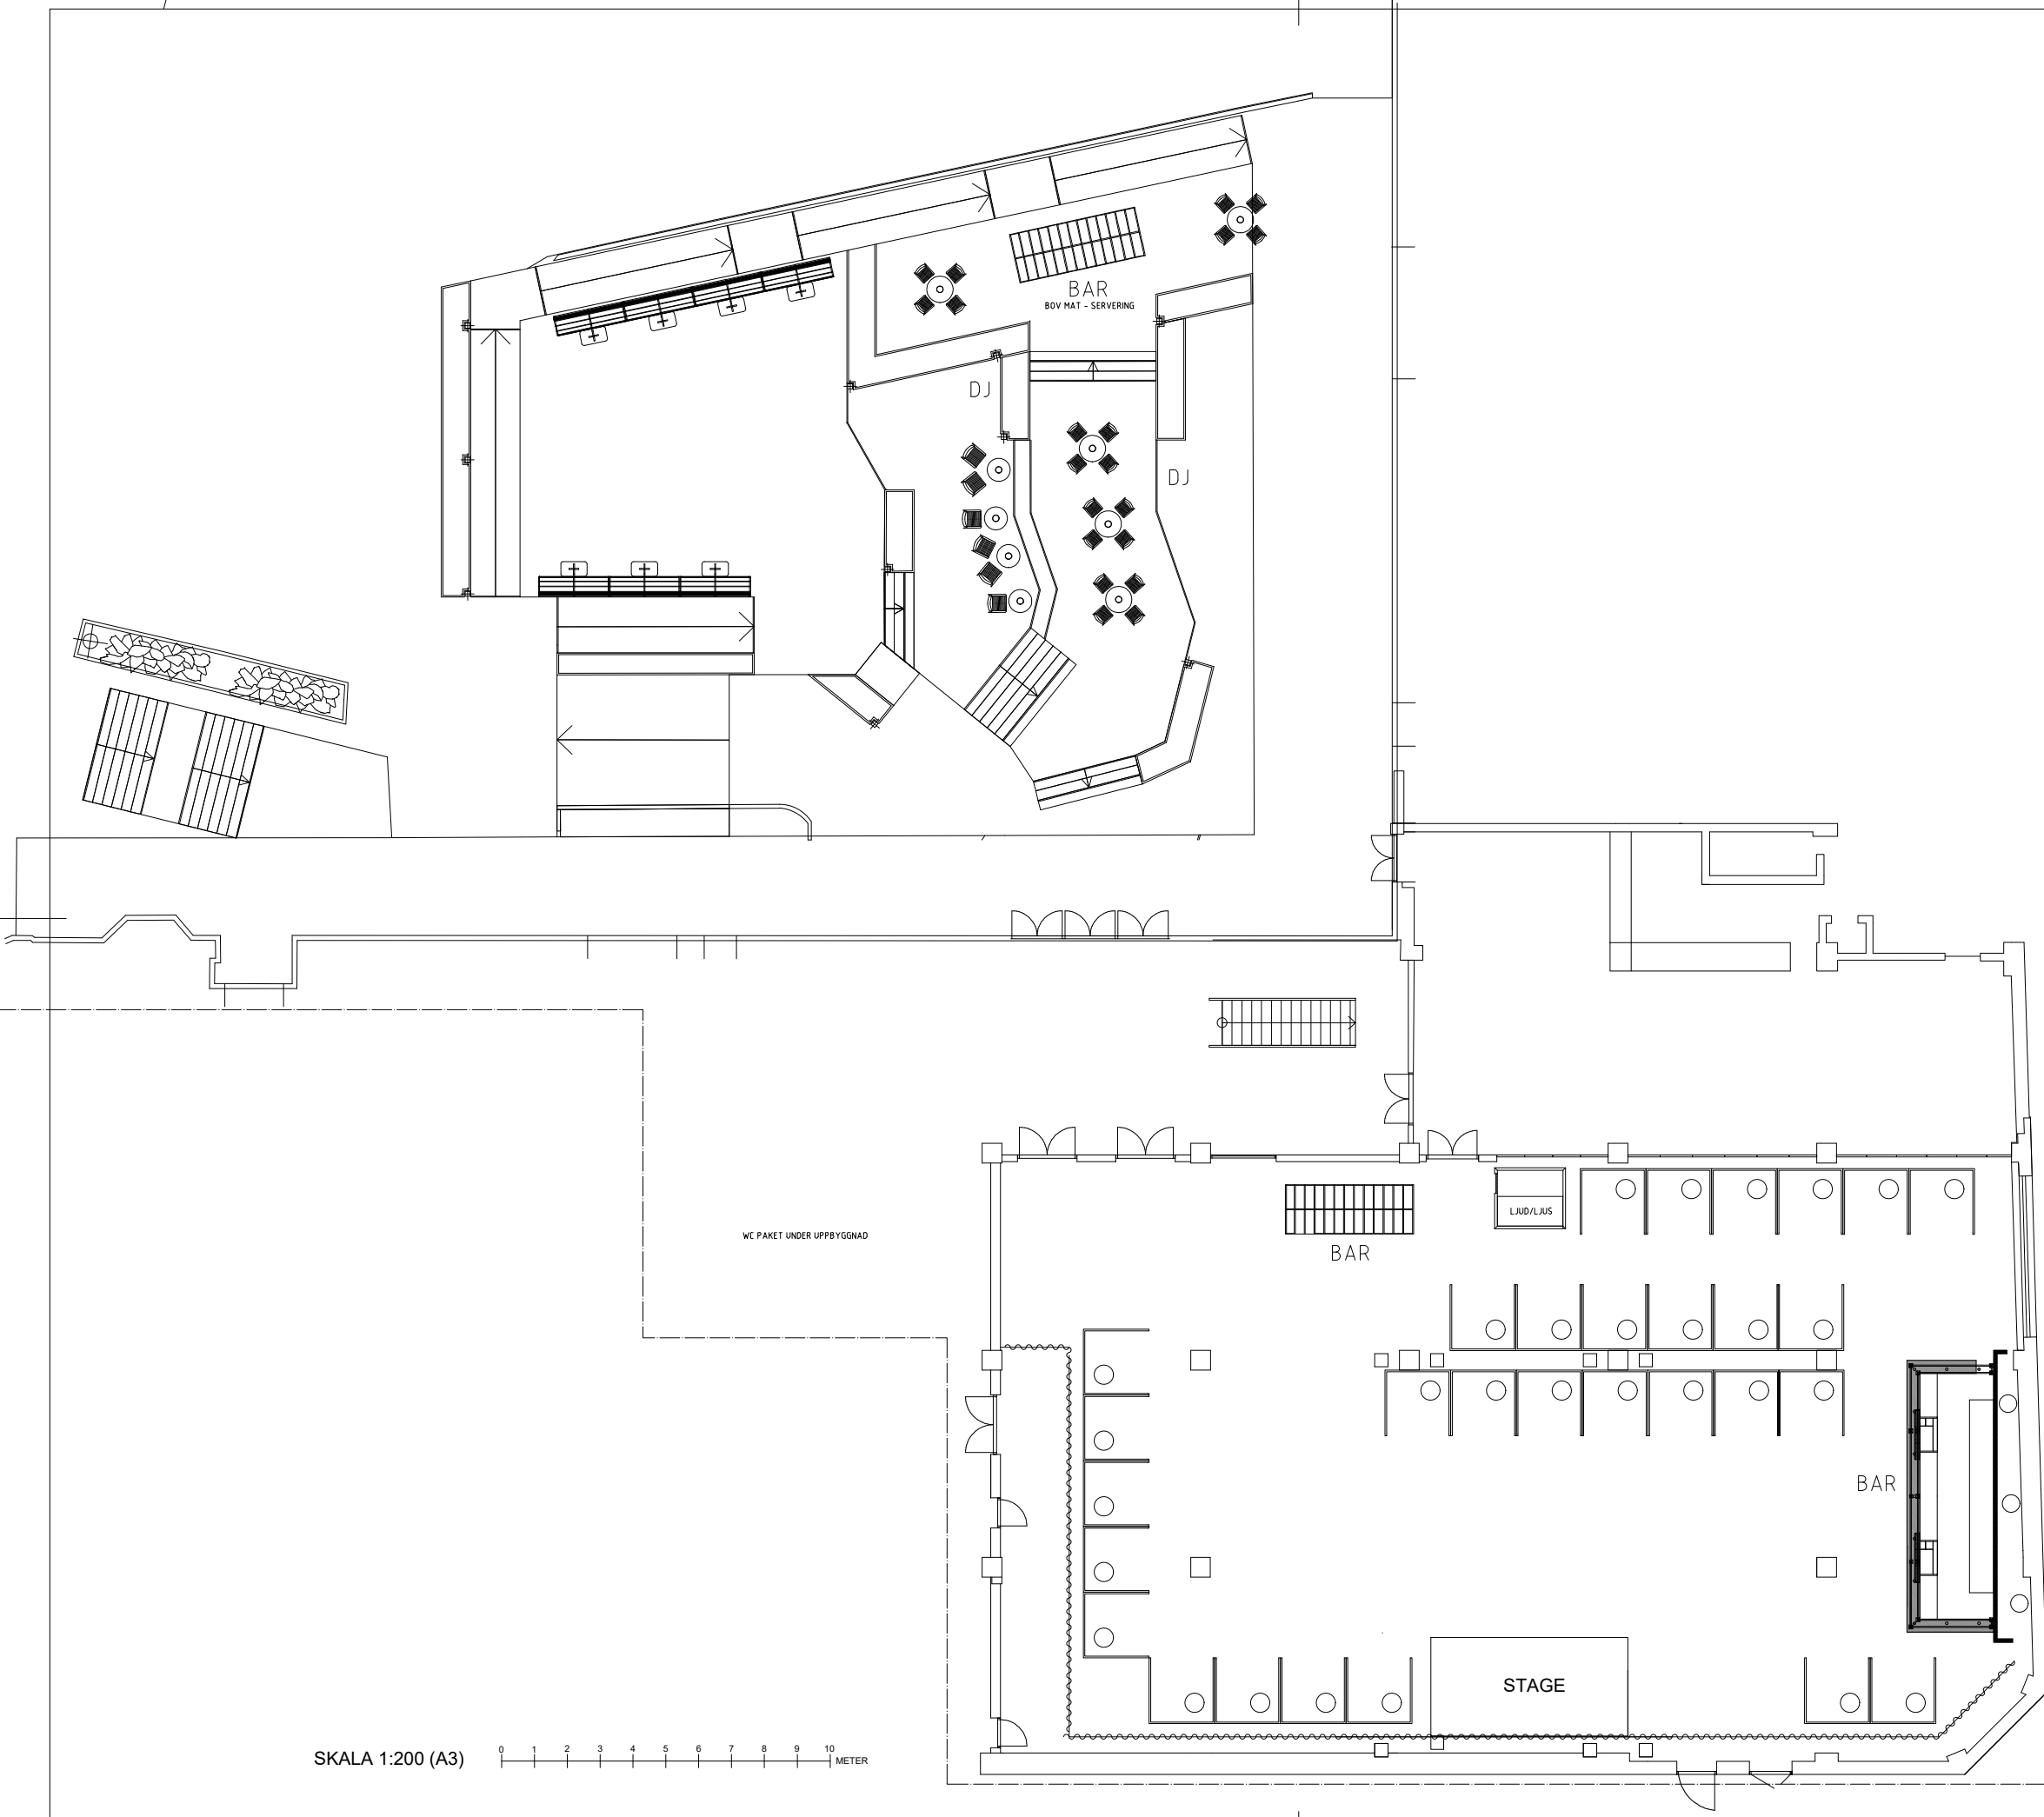 BAR
BOV MAT - SERVERING
DJ
DJ
LJUD/LJUS
WC PAKET UNDER UPPBYGGNAD
BAR
BAR
STAGE
SKALA 1:200 (A3)
0 1 2 3 4 5 6 7 8 9 10 METER